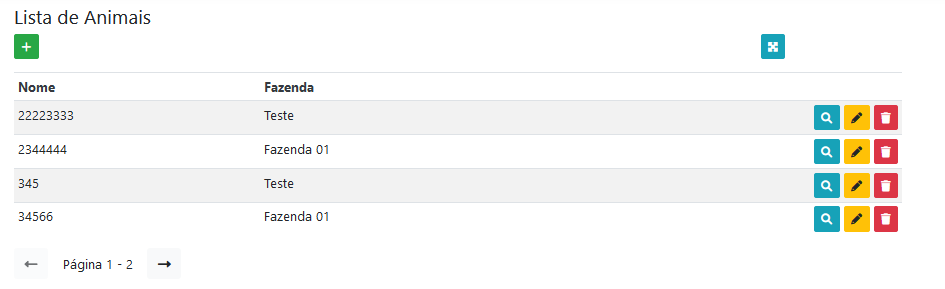 Lista de Animais
Nome Fazenda
22223333 Teste
2344444 Fazenda 01
345 Teste
34566 Fazenda 01
Página 1 - 2